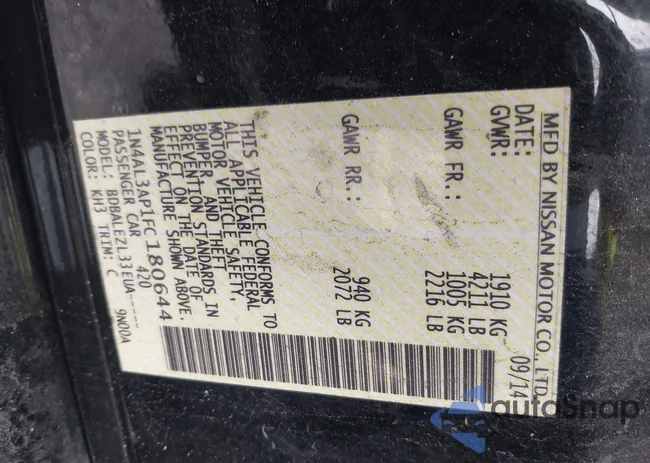 MFD BY NISSAN MOTOR CO., LTD.
DATE: 09/14
GVWR: 1910 KG
4211 LB
GAWR FR.: 1005 KG
2216 LB
GAWR RR.: 940 KG
2072 LB
THIS VEHICLE CONFORMS TO
ALL APPLICABLE FEDERAL
MOTOR VEHICLE SAFETY,
BUMPER, AND THEFT
PREVENTION STANDARDS IN
EFFECT ON THE DATE OF
MANUFACTURE SHOWN ABOVE.
1N4AL3AP1FC180644
PASSENGER CAR 420
MODEL: BDBALEZL33EUA-----
COLOR: KH3 TRIM: C 9N00A
autoSnap